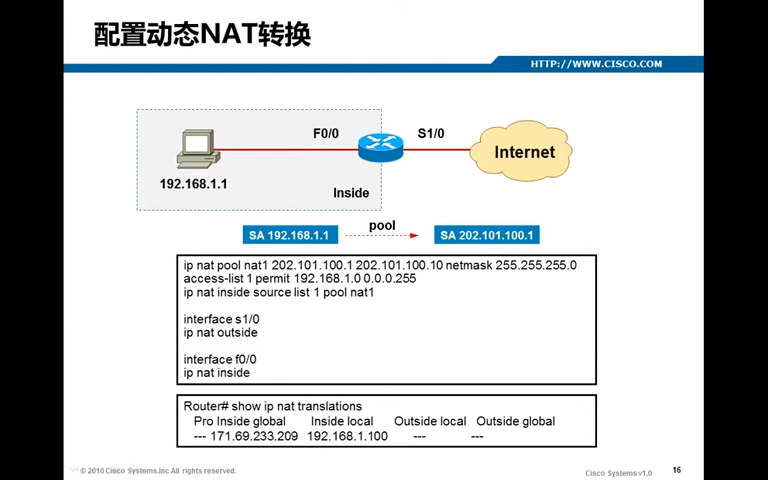 配置动态NAT转换
HTTP://WWW.CISCO.COM
F0/0
S1/0
Internet
192.168.1.1
Inside
SA 192.168.1.1
pool
SA 202.101.100.1
ip nat pool nat1 202.101.100.1 202.101.100.10 netmask 255.255.255.0
access-list 1 permit 192.168.1.0 0.0.0.255
ip nat inside source list 1 pool nat1
interface s1/0
ip nat outside
interface f0/0
ip nat inside
Router# show ip nat translations
Pro Inside global Inside local Outside local Outside global
--- 171.69.233.209 192.168.1.100 --- ---
© 2010 Cisco Systems.Inc All rights reserved.
Cisco Systems v1.0
16